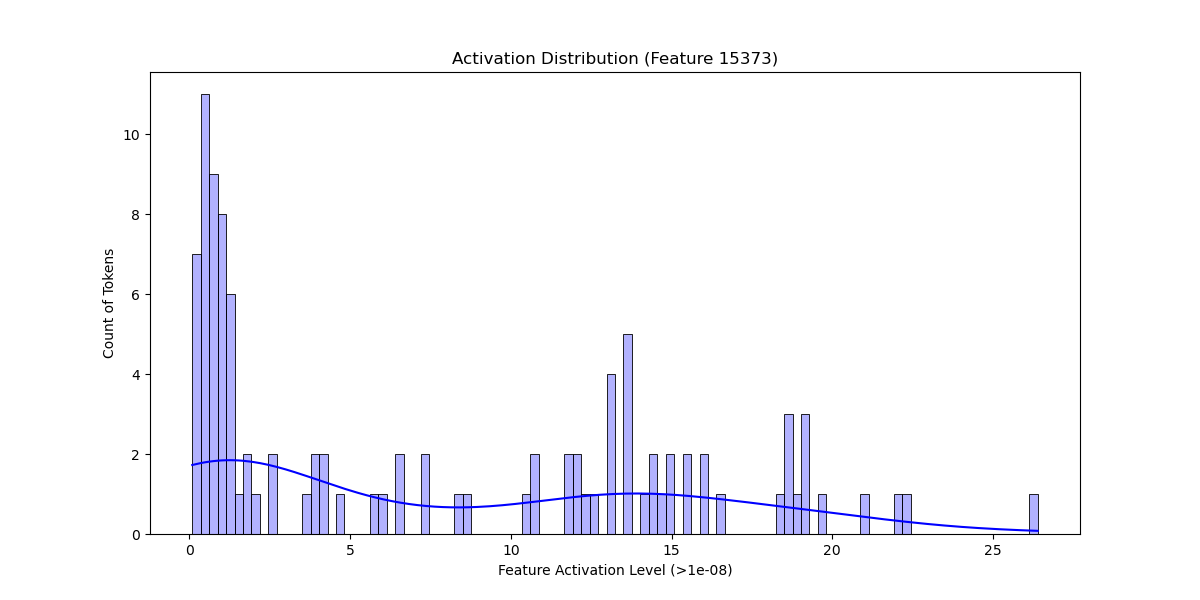 Activation Distribution (Feature 15373)
Count of Tokens
10
8
6
4
2
0
0 5 10 15 20 25
Feature Activation Level (>1e-08)